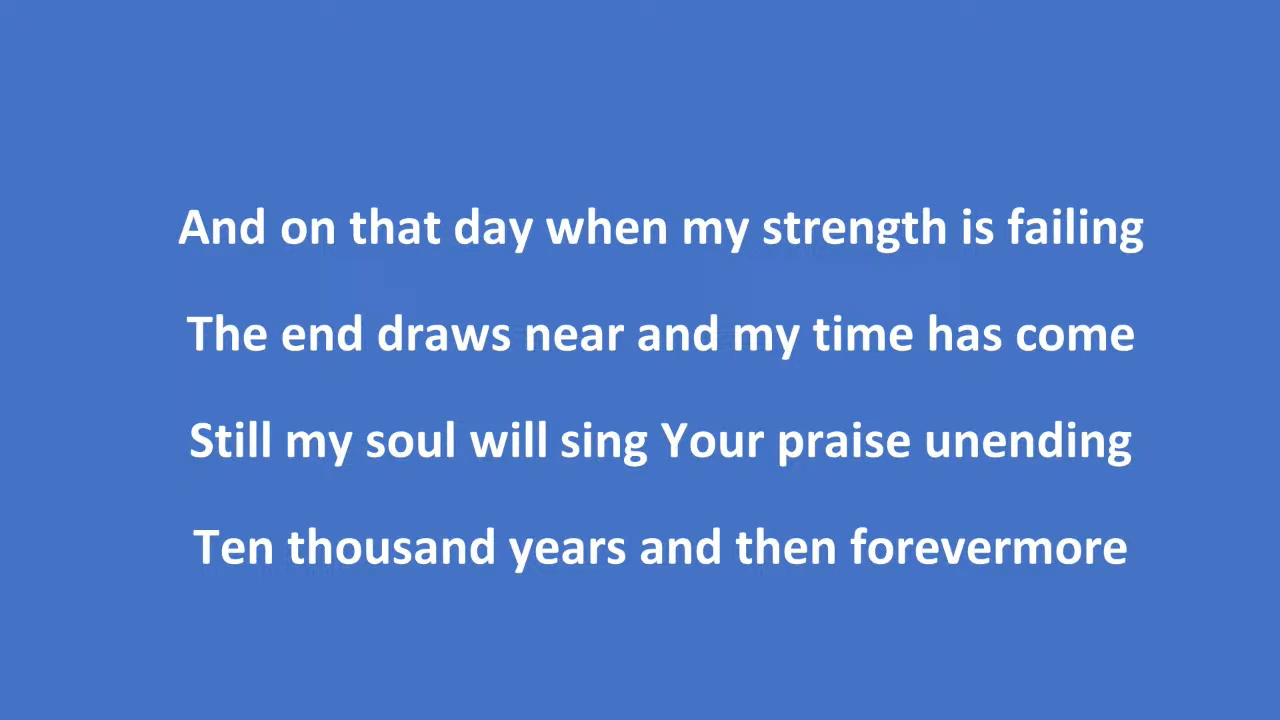 And on that day when my strength is failing
The end draws near and my time has come
Still my soul will sing Your praise unending
Ten thousand years and then forevermore